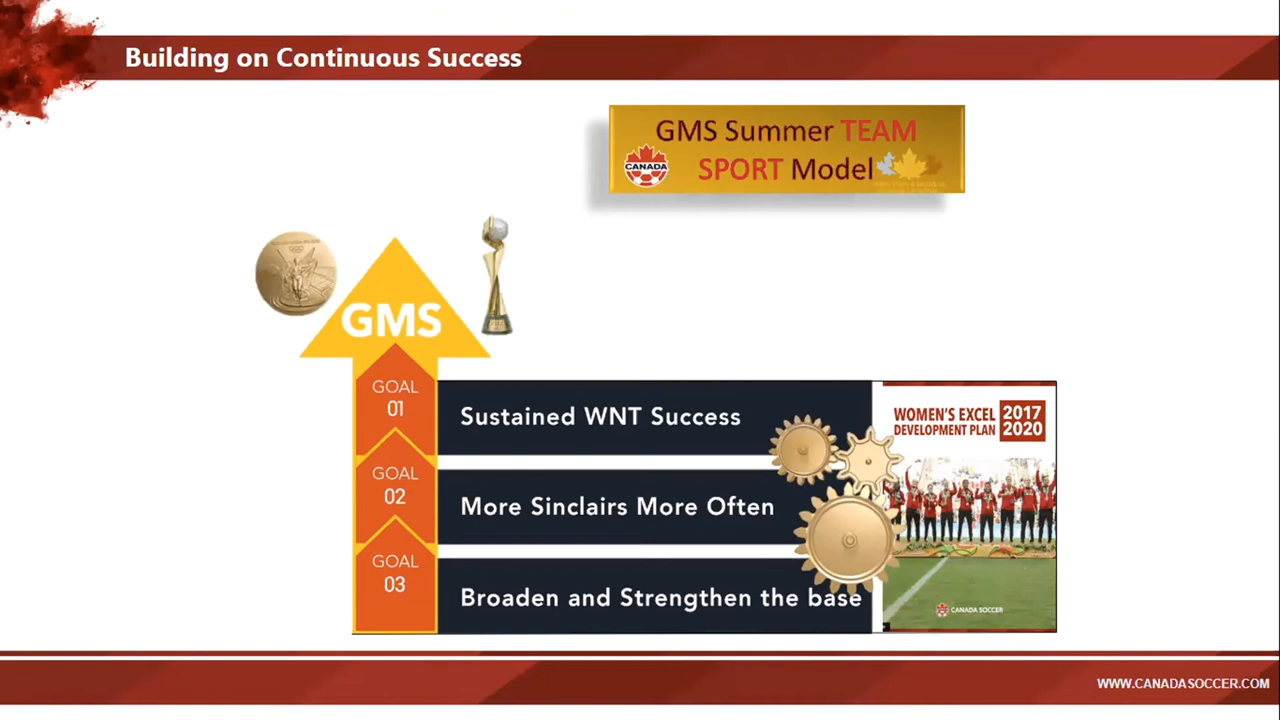 Building on Continuous Success
GMS Summer TEAM
SPORT Model
CANADA
GMS
GOAL
01
Sustained WNT Success
GOAL
02
More Sinclairs More Often
GOAL
03
Broaden and Strengthen the base
WOMEN'S EXCEL
DEVELOPMENT PLAN
2017
2020
CANADA SOCCER
WWW.CANADASOCCER.COM